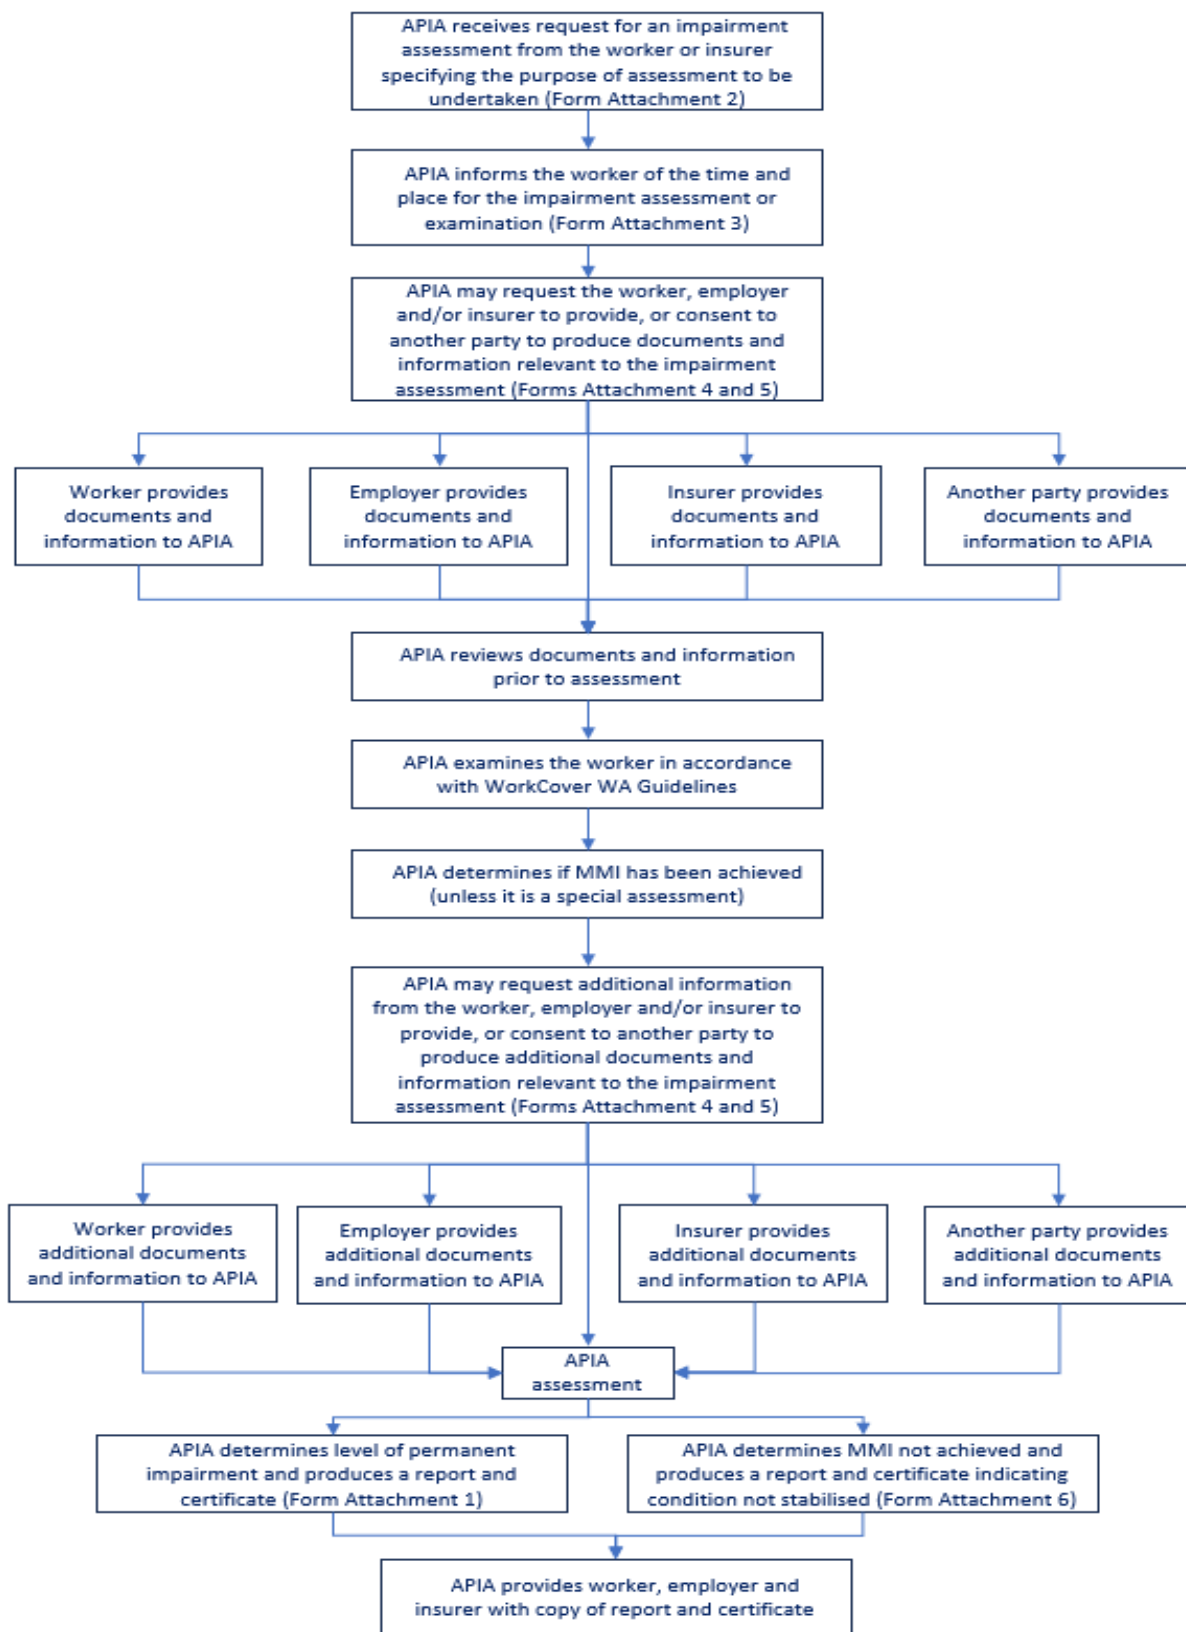 APIA receives request for an impairment
assessment from the worker or insurer
specifying the purpose of assessment to be
undertaken (Form Attachment 2)
APIA informs the worker of the time and
place for the impairment assessment or
examination (Form Attachment 3)
APIA may request the worker, employer
and/or insurer to provide, or consent to
another party to produce documents and
information relevant to the impairment
assessment (Forms Attachment 4 and 5)
Worker provides
documents and
information to APIA
Employer provides
documents and
information to APIA
Insurer provides
documents and
information to APIA
Another party provides
documents and
information to APIA
APIA reviews documents and information
prior to assessment
APIA examines the worker in accordance
with WorkCover WA Guidelines
APIA determines if MMI has been achieved
(unless it is a special assessment)
APIA may request additional information
from the worker, employer and/or insurer to
provide, or consent to another party to
produce additional documents and
information relevant to the impairment
assessment (Forms Attachment 4 and 5)
Worker provides
additional documents
and information to APIA
Employer provides
additional documents
and information to APIA
Insurer provides
additional documents
and information to APIA
Another party provides
additional documents
and information to APIA
APIA
assessment
APIA determines level of permanent
impairment and produces a report and
certificate (Form Attachment 1)
APIA determines MMI not achieved and
produces a report and certificate indicating
condition not stabilised (Form Attachment 6)
APIA provides worker, employer and
insurer with copy of report and certificate